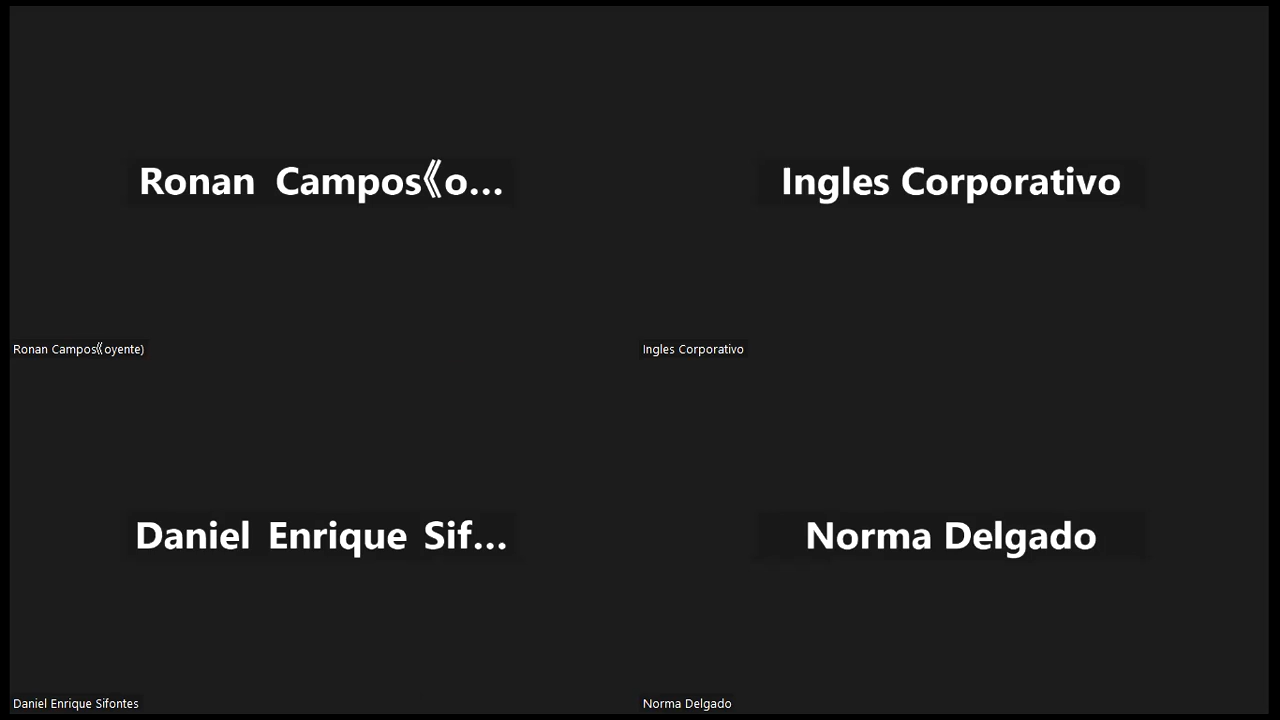 Ronan Campos《o...
Ingles Corporativo
Ronan Campos《oyente)
Ingles Corporativo
Daniel Enrique Sif...
Norma Delgado
Daniel Enrique Sifontes
Norma Delgado